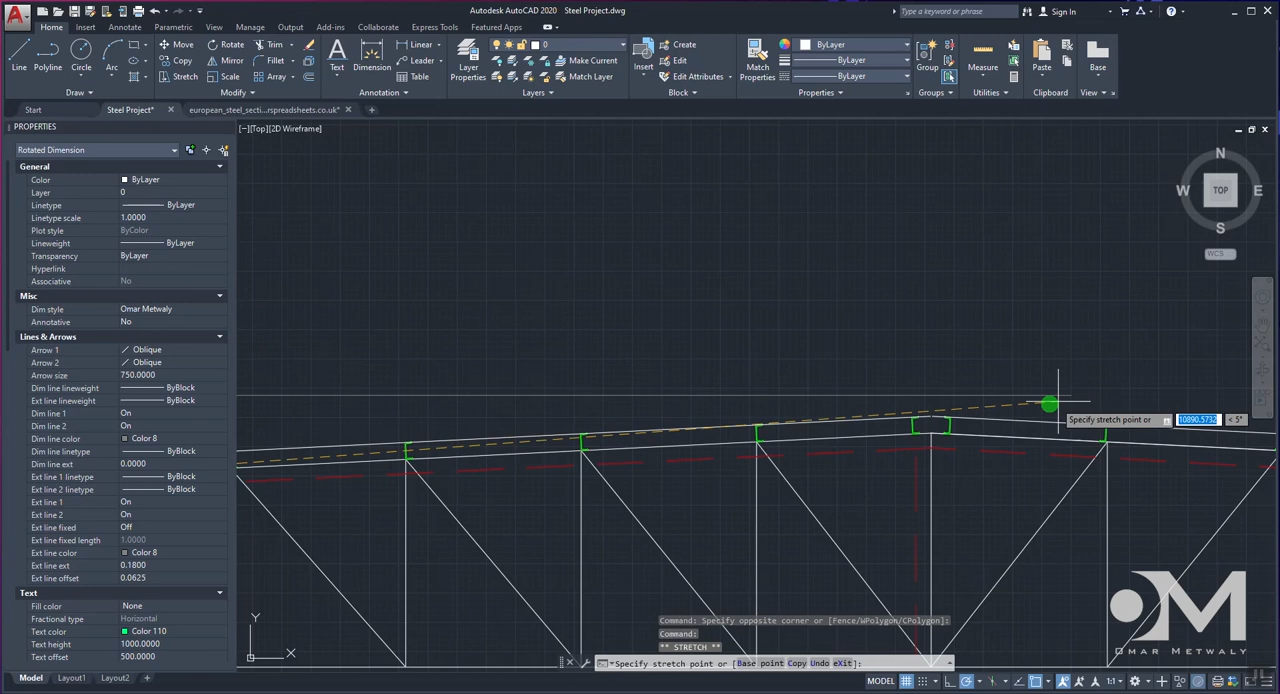 Autodesk AutoCAD 2020 Steel Project.dwg
Type a keyword or phrase
Sign In
Home Insert Annotate Parametric View Manage Output Add-ins Collaborate Express Tools Featured Apps
Line Polyline Circle Arc
Move Rotate Trim
Copy Mirror Fillet
Stretch Scale Array
Text Dimension
Linear
Leader
Table
Layer Properties
0
Make Current
Match Layer
Insert
Create
Edit
Edit Attributes
Match Properties
ByLayer
ByLayer
ByLayer
Group Measure Paste Base
Draw Modify Annotation Layers Block Properties Groups Utilities Clipboard View
Start Steel Project* european_steel_secti...rspreadsheets.co.uk*
PROPERTIES
[−][Top][2D Wireframe]
Rotated Dimension
General
Color ByLayer
Layer 0
Linetype ByLayer
Linetype scale 1.0000
Plot style ByColor
Lineweight ByLayer
Transparency ByLayer
Hyperlink
Associative No
Misc
Dim style Omar Metwaly
Annotative No
Lines & Arrows
Arrow 1 Oblique
Arrow 2 Oblique
Arrow size 750.0000
Dim line lineweight ByBlock
Ext line lineweight ByBlock
Dim line 1 On
Dim line 2 On
Dim line color Color 8
Dim line linetype ByBlock
Dim line ext 0.0000
Ext line 1 linetype ByBlock
Ext line 2 linetype ByBlock
Ext line 1 On
Ext line 2 On
Ext line fixed Off
Ext line fixed length 1.0000
Ext line color Color 8
Ext line ext 0.1800
Ext line offset 0.0625
Text
Fill color None
Fractional type Horizontal
Text color Color 110
Text height 1000.0000
Text offset 500.0000
N
W TOP E
S
WCS
Specify stretch point or 10890.5732 < 5°
Y
X
OM
OMAR METWALY
Command: Specify opposite corner or [Fence/WPolygon/CPolygon]:
Command:
** STRETCH **
Specify stretch point or [Base point Copy Undo eXit]:
Model Layout1 Layout2 +
MODEL 1:1